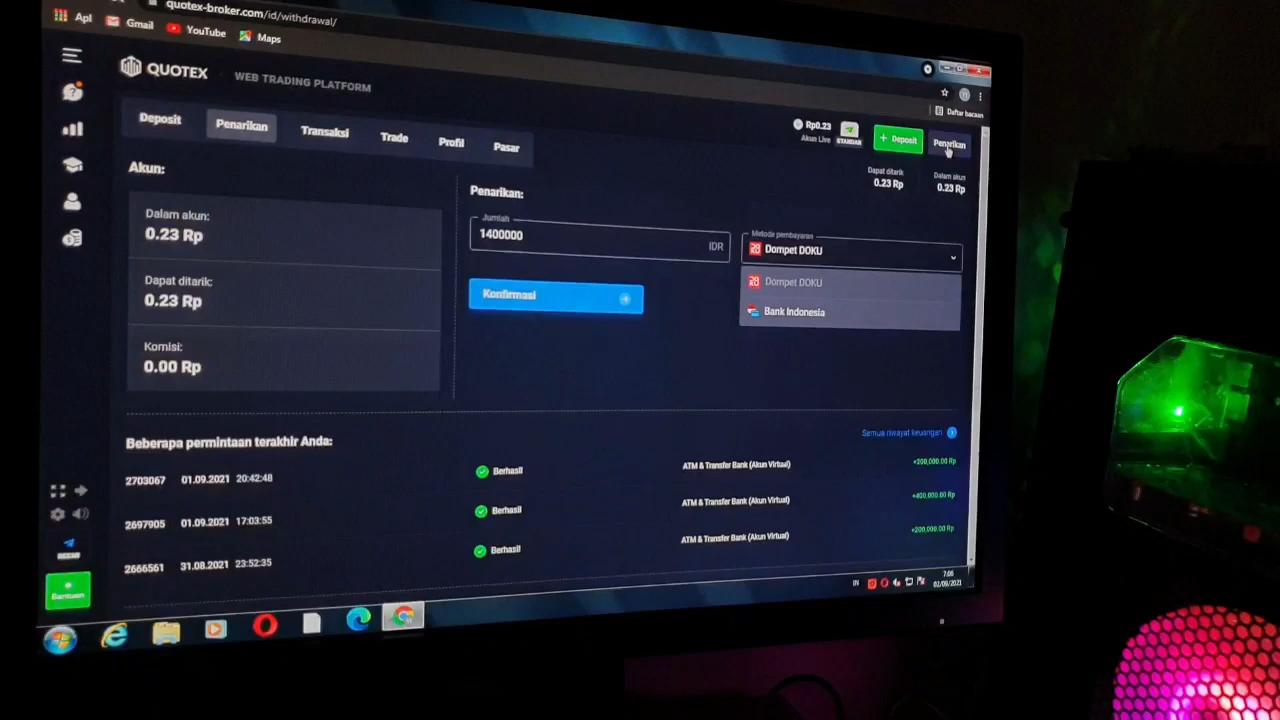 quotex-broker.com/id/withdrawal/
Apl Gmail YouTube Maps
Daftar bacaan
QUOTEX WEB TRADING PLATFORM
Deposit Penarikan Transaksi Trade Profil Pasar
Rp0.23
Akun Live
STANDAR
+ Deposit
Penarikan
Dapat ditarik
0.23 Rp
Dalam akun
0.23 Rp
Akun:
Dalam akun:
0.23 Rp
Dapat ditarik:
0.23 Rp
Komisi:
0.00 Rp
Penarikan:
Jumlah
1400000 IDR
Konfirmasi
Metode pembayaran
Dompet DOKU
Dompet DOKU
Bank Indonesia
Beberapa permintaan terakhir Anda:
Semua riwayat keuangan
2703067 01.09.2021 20:42:48 Berhasil ATM & Transfer Bank (Akun Virtual) +200,000.00 Rp
2697905 01.09.2021 17:03:55 Berhasil ATM & Transfer Bank (Akun Virtual) +400,000.00 Rp
2666561 31.08.2021 23:52:35 Berhasil ATM & Transfer Bank (Akun Virtual) +200,000.00 Rp
Bantuan
IN
7:06
02/09/2021